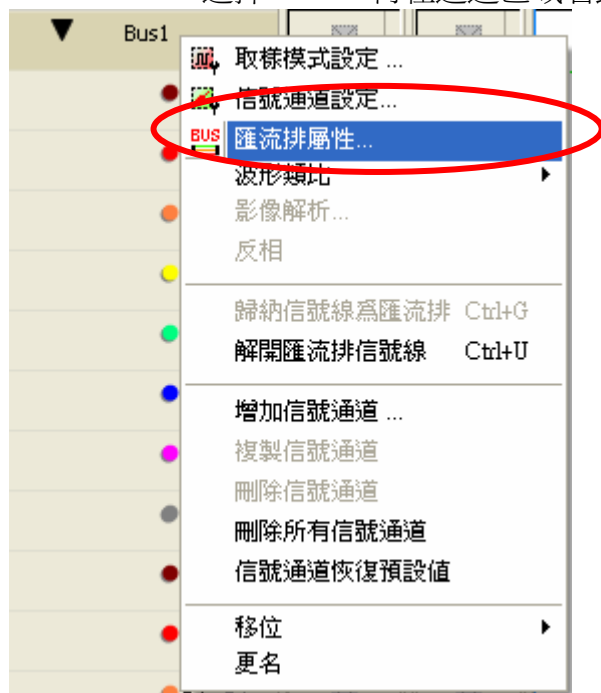 Bus1
取樣模式設定 ...
信號通道設定...
BUS 匯流排屬性...
波形類比
影像解析...
反相
歸納信號線爲匯流排 Ctrl+G
解開匯流排信號線 Ctrl+U
增加信號通道 ...
複製信號通道
刪除信號通道
刪除所有信號通道
信號通道恢復預設值
移位
更名